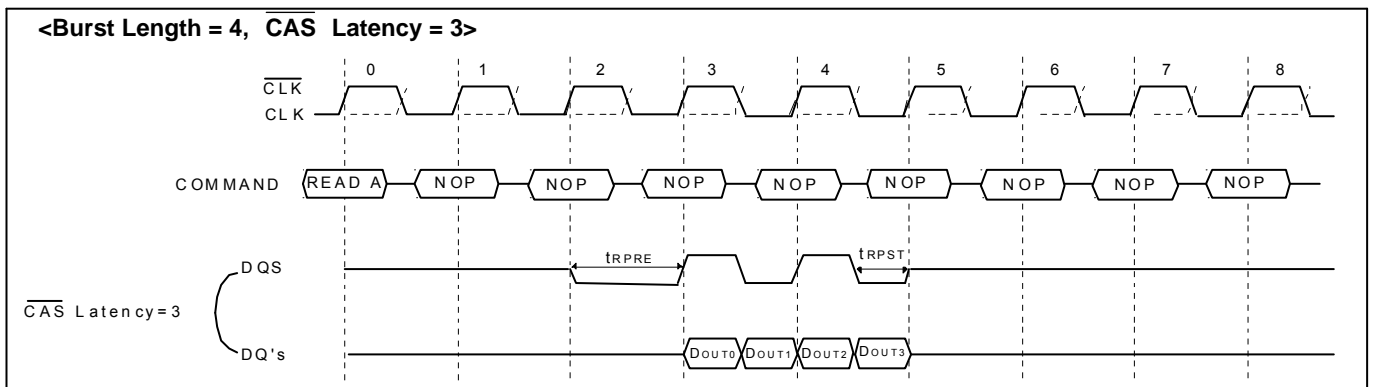 <Burst Length = 4, CAS Latency = 3>
0 1 2 3 4 5 6 7 8
CLK
CLK
COMMAND READ A NOP NOP NOP NOP NOP NOP NOP NOP
DQS tRPRE tRPST
CAS Latency=3
DQ's DOUT0 DOUT1 DOUT2 DOUT3